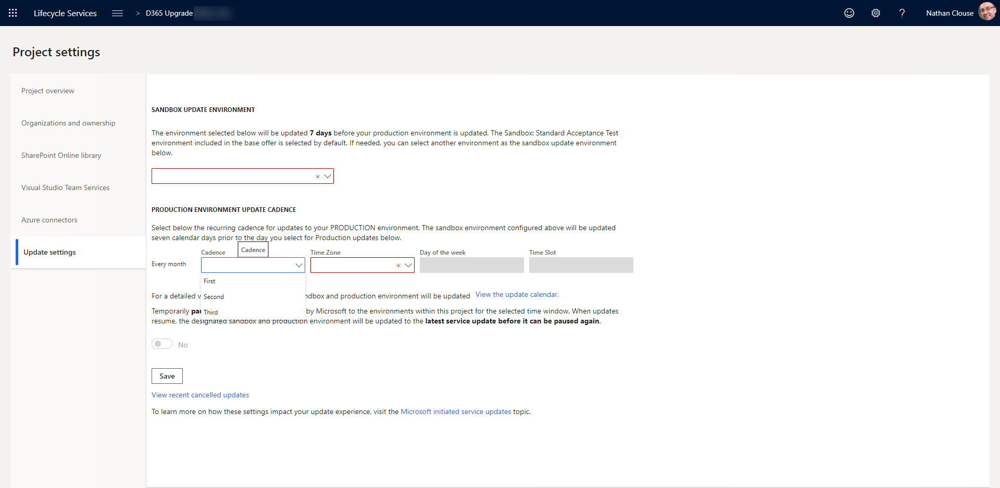 Lifecycle Services > D365 Upgrade
? Nathan Clouse
Project settings
Project overview
Organizations and ownership
SharePoint Online library
Visual Studio Team Services
Azure connectors
Update settings
SANDBOX UPDATE ENVIRONMENT
The environment selected below will be updated 7 days before your production environment is updated. The Sandbox: Standard Acceptance Test
environment included in the base offer is selected by default. If needed, you can select another environment as the sandbox update environment
below.
*
PRODUCTION ENVIRONMENT UPDATE CADENCE
Select below the recurring cadence for updates to your PRODUCTION environment. The sandbox environment configured above will be updated
seven calendar days prior to the day you select for Production updates below.
Cadence Cadence Time Zone Day of the week Time Slot
Every month *
First
Second
Third
For a detailed v ndbox and production environment will be updated View the update calendar.
Temporarily pau by Microsoft to the environments within this project for the selected time window. When updates
resume, the designated sandbox and production environment will be updated to the latest service update before it can be paused again.
No
Save
View recent cancelled updates
To learn more on how these settings impact your update experience, visit the Microsoft initiated service updates topic.